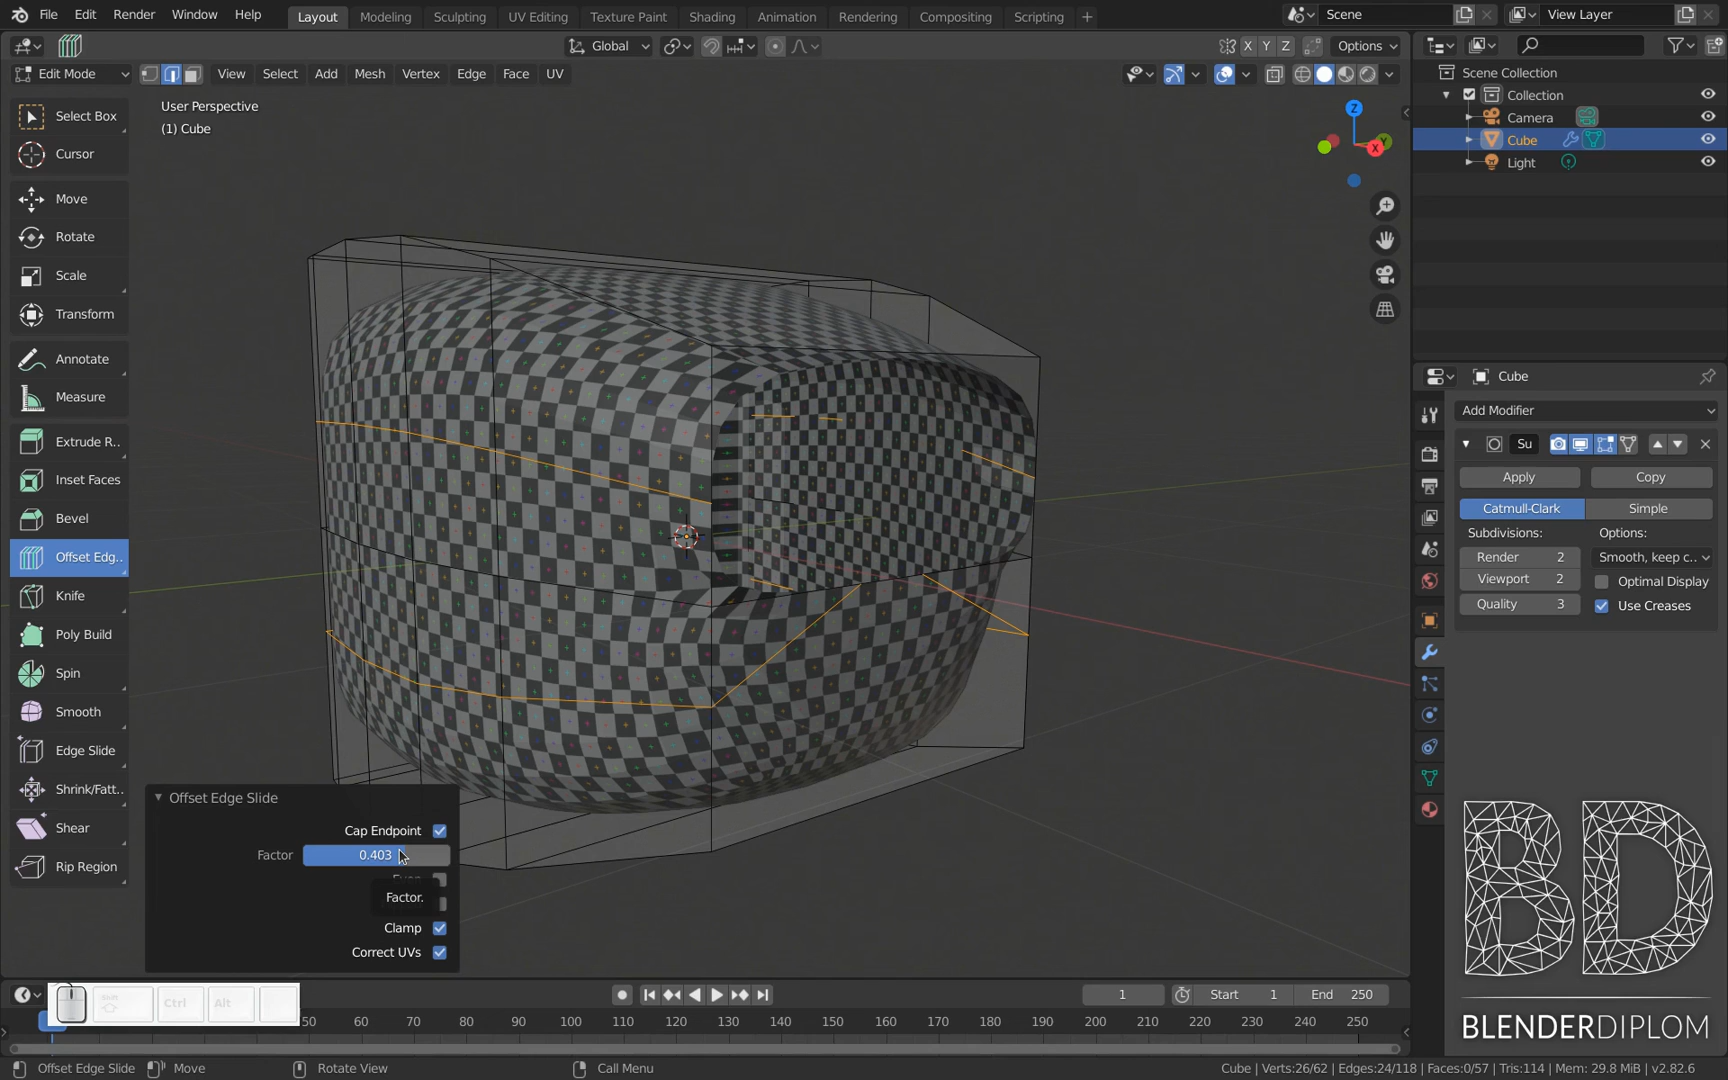 File Edit Render Window Help Layout Modeling Sculpting UV Editing Texture Paint Shading Animation Rendering Compositing Scripting + Scene View Layer
Global X Y Z Options
Edit Mode View Select Add Mesh Vertex Edge Face UV
User Perspective
(1) Cube
Z
X
Select Box
Cursor
Move
Rotate
Scale
Transform
Annotate
Measure
Extrude R..
Inset Faces
Bevel
Offset Edg..
Knife
Poly Build
Spin
Smooth
Edge Slide
Shrink/Fatt..
Shear
Rip Region
Offset Edge Slide
Cap Endpoint
Factor 0.403
Factor.
Clamp
Correct UVs
Scene Collection
Collection
Camera
Cube
Light
Cube
Add Modifier
Su
Apply Copy
Catmull-Clark Simple
Subdivisions: Options:
Render 2 Smooth, keep c..
Viewport 2 Optimal Display
Quality 3 Use Creases
BD
BLENDERDIPLOM
Shift Ctrl Alt
1 Start 1 End 250
50 60 70 80 90 100 110 120 130 140 150 160 170 180 190 200 210 220 230 240 250
Offset Edge Slide Move Rotate View Call Menu Cube | Verts:26/62 | Edges:24/118 | Faces:0/57 | Tris:114 | Mem: 29.8 MiB | v2.82.6